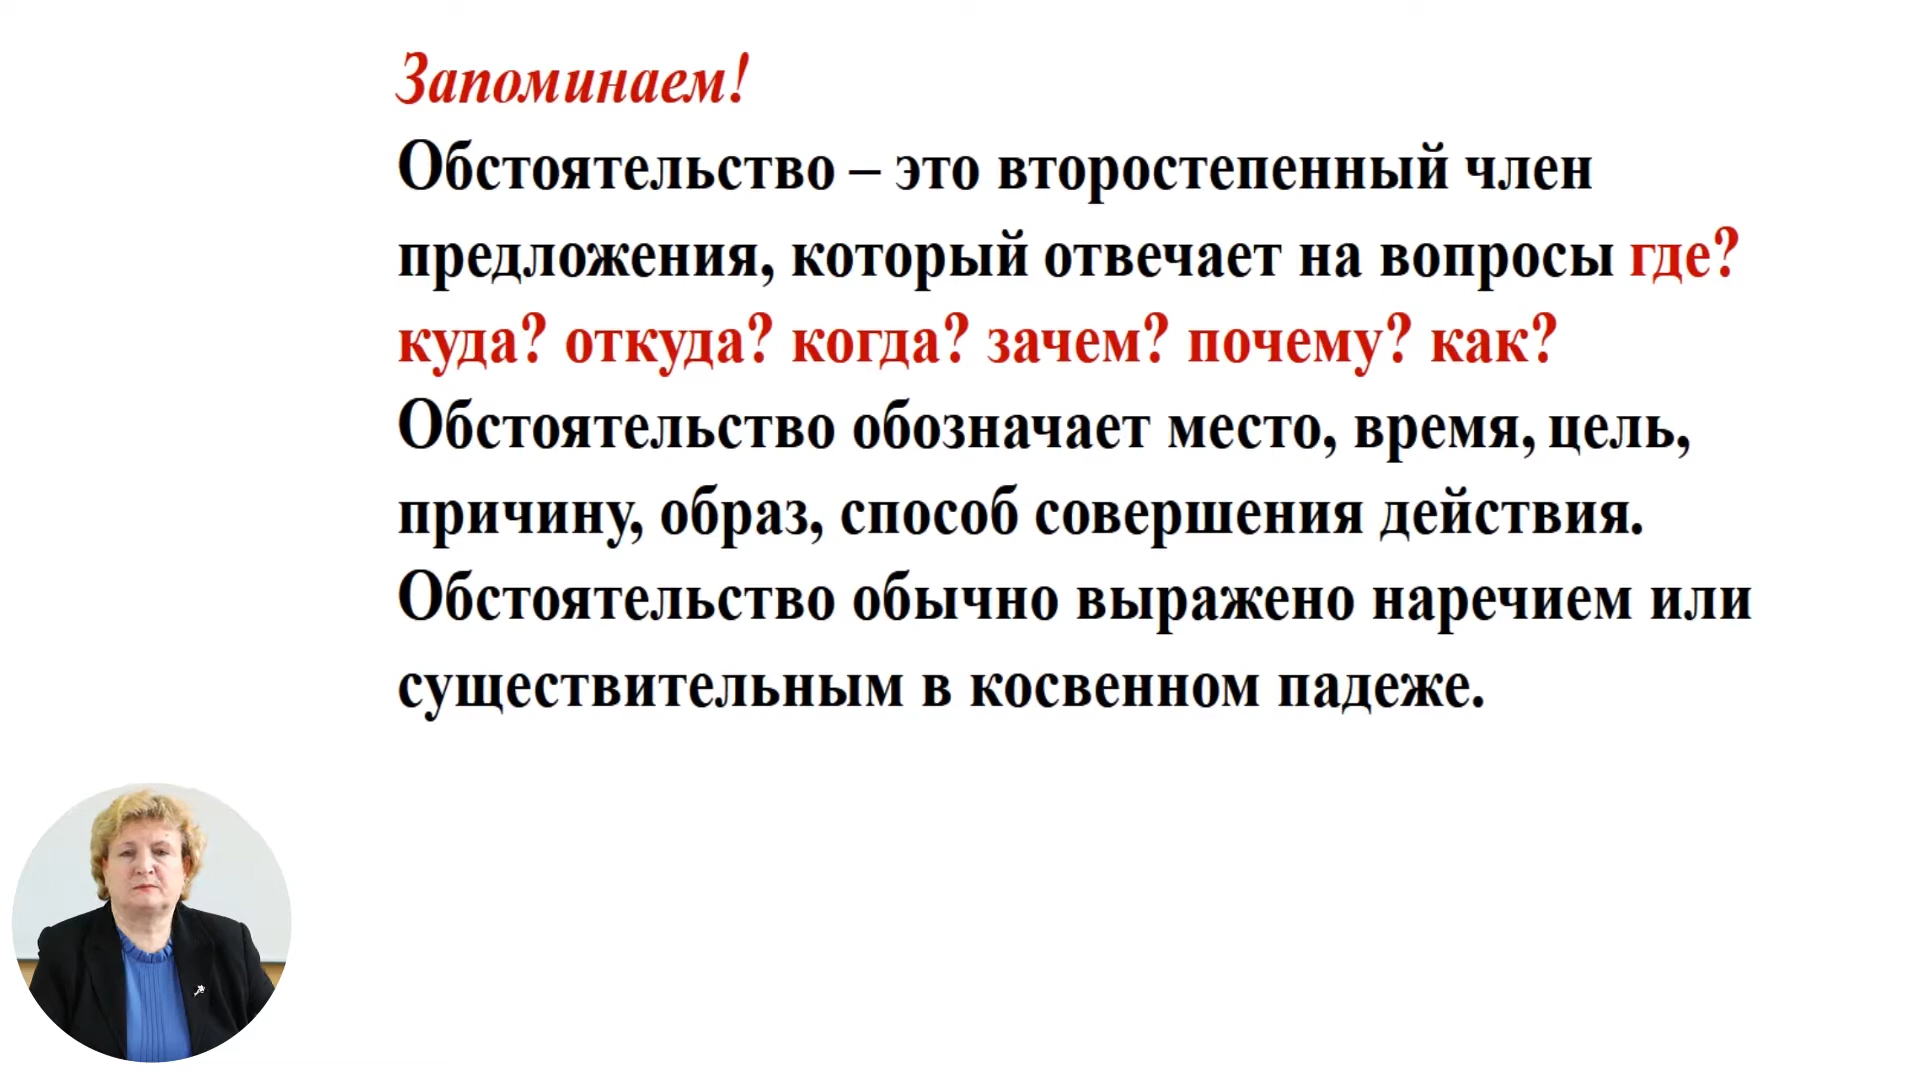 Запоминаем!
Обстоятельство – это второстепенный член
предложения, который отвечает на вопросы где?
куда? откуда? когда? зачем? почему? как?
Обстоятельство обозначает место, время, цель,
причину, образ, способ совершения действия.
Обстоятельство обычно выражено наречием или
существительным в косвенном падеже.